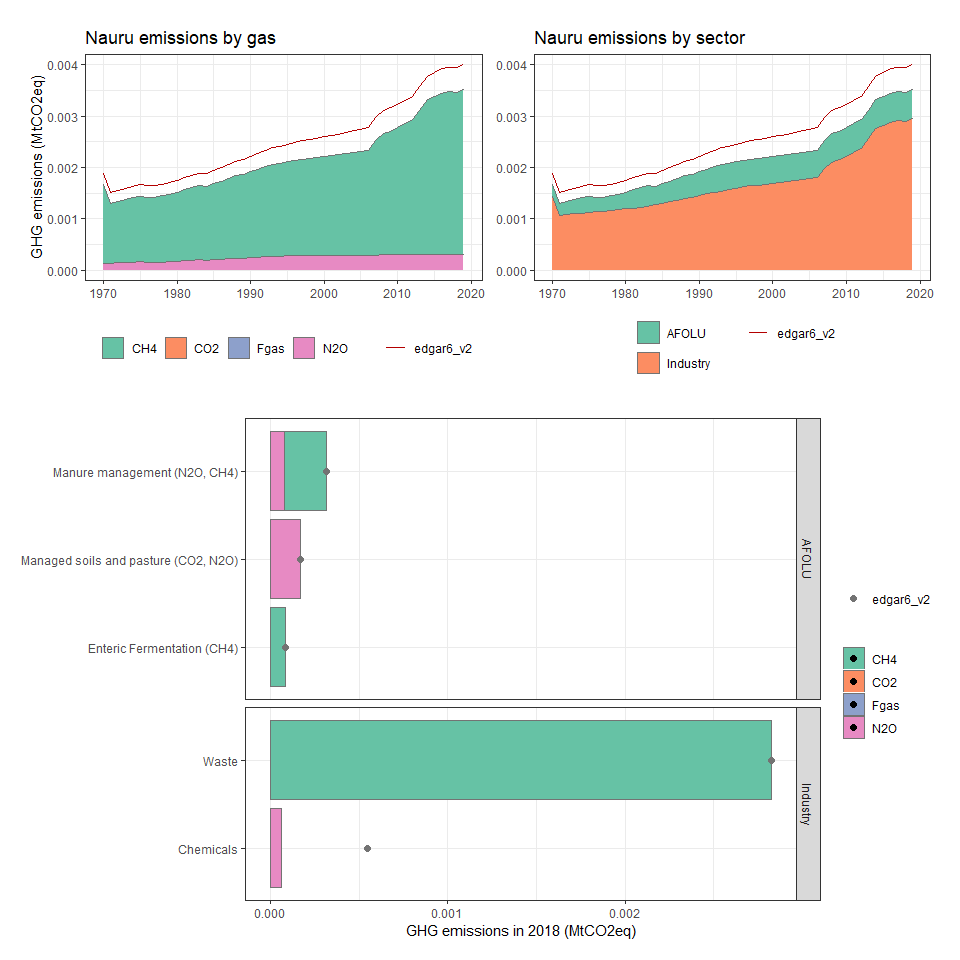 Nauru emissions by gas
GHG emissions (MtCO2eq)
0.004
0.003
0.002
0.001
0.000
1970
1980
1990
2000
2010
2020
CH4
CO2
Fgas
N2O
edgar6_v2
Nauru emissions by sector
0.004
0.003
0.002
0.001
0.000
1970
1980
1990
2000
2010
2020
AFOLU
Industry
edgar6_v2
Manure management (N2O, CH4)
Managed soils and pasture (CO2, N2O)
Enteric Fermentation (CH4)
AFOLU
Waste
Chemicals
Industry
0.000
0.001
0.002
GHG emissions in 2018 (MtCO2eq)
edgar6_v2
CH4
CO2
Fgas
N2O